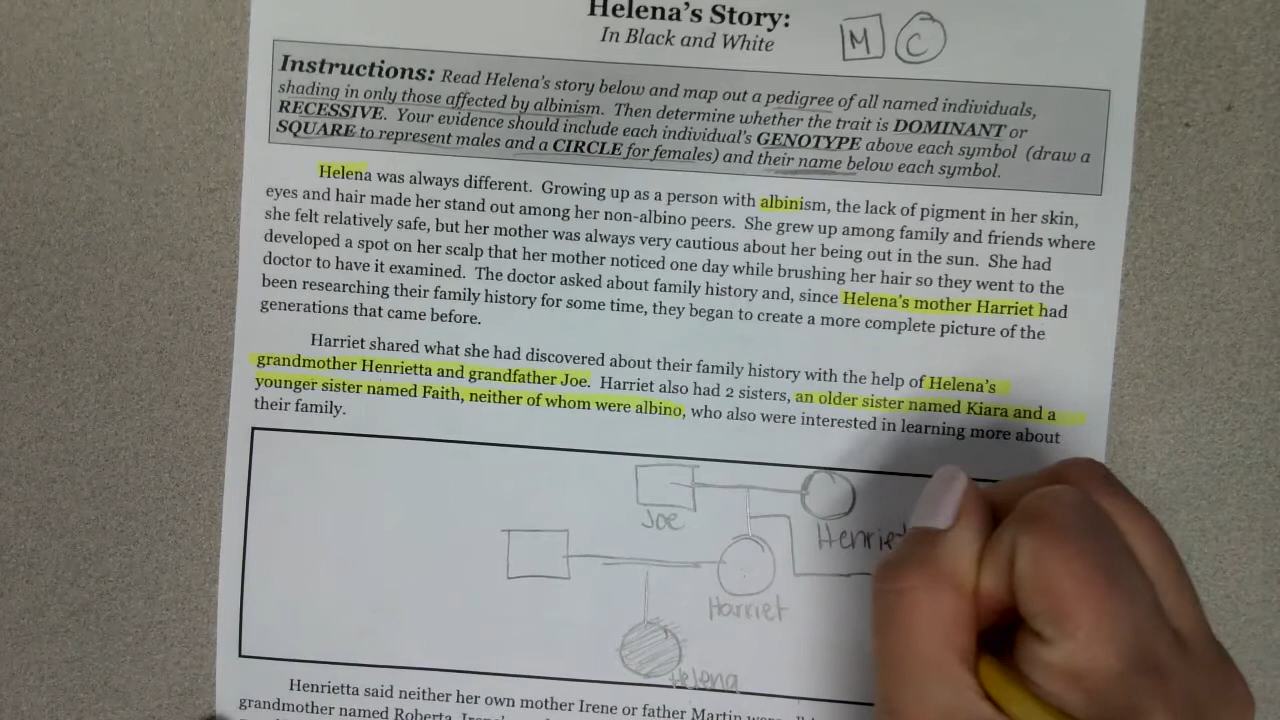 Helena's Story:
In Black and White
M C
Instructions: Read Helena's story below and map out a pedigree of all named individuals,
shading in only those affected by albinism. Then determine whether the trait is DOMINANT or
RECESSIVE. Your evidence should include each individual's GENOTYPE above each symbol (draw a
SQUARE to represent males and a CIRCLE for females) and their name below each symbol.
Helena was always different. Growing up as a person with albinism, the lack of pigment in her skin,
eyes and hair made her stand out among her non-albino peers. She grew up among family and friends where
she felt relatively safe, but her mother was always very cautious about her being out in the sun. She had
developed a spot on her scalp that her mother noticed one day while brushing her hair so they went to the
doctor to have it examined. The doctor asked about family history and, since Helena's mother Harriet had
been researching their family history for some time, they began to create a more complete picture of the
generations that came before.
Harriet shared what she had discovered about their family history with the help of Helena's
grandmother Henrietta and grandfather Joe. Harriet also had 2 sisters, an older sister named Kiara and a
younger sister named Faith, neither of whom were albino, who also were interested in learning more about
their family.
Joe
Harriet
Helena
Henrietta said neither her own mother Irene or father Martin
grandmother named Roberta,